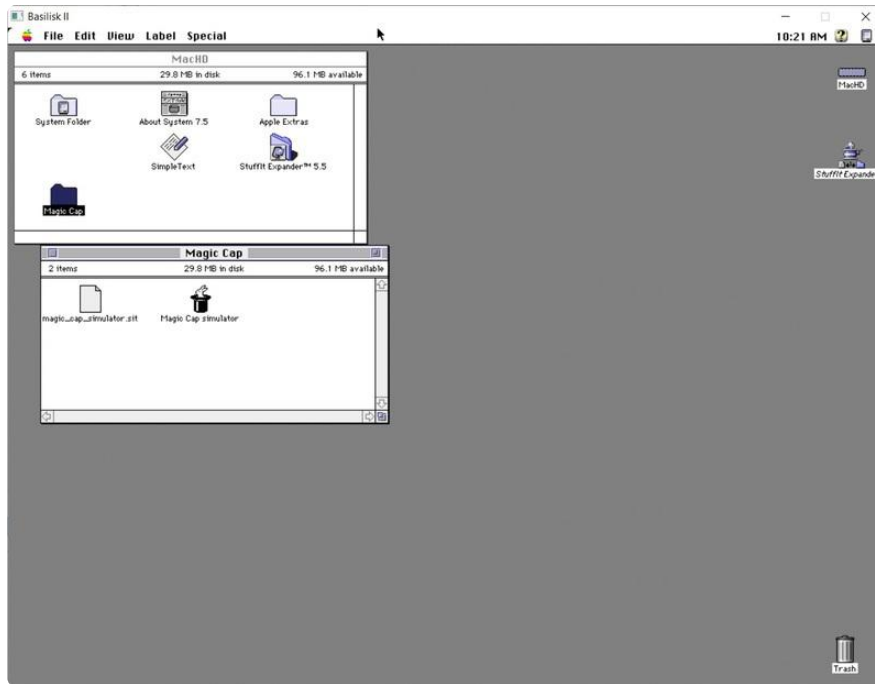 Basilisk II
File Edit View Label Special
10:21 AM
MacHD
6 items 29.8 MB in disk 96.1 MB available
System Folder About System 7.5 Apple Extras
SimpleText StuffIt Expander™ 5.5
Magic Cap
MacHD
StuffIt Expande
Magic Cap
2 items 29.8 MB in disk 96.1 MB available
magic_cap_simulator.sit Magic Cap simulator
Trash